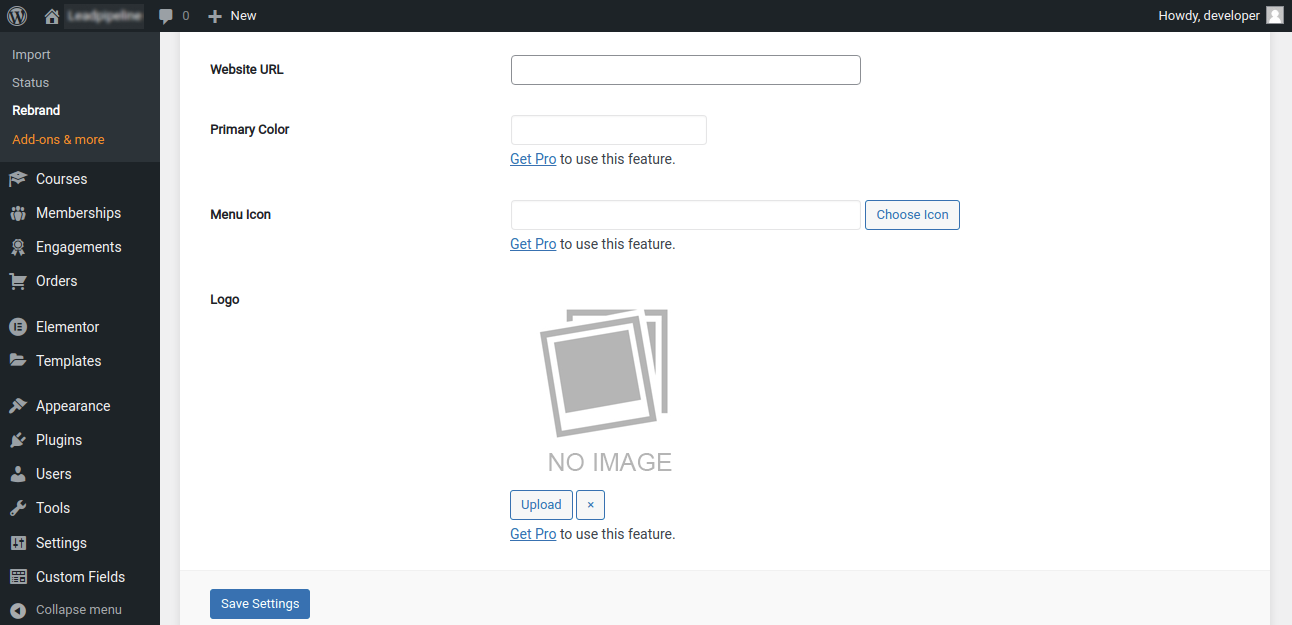 0
New
Howdy, developer
Import
Status
Rebrand
Add-ons & more
Courses
Memberships
Engagements
Orders
Elementor
Templates
Appearance
Plugins
Users
Tools
Settings
Custom Fields
Collapse menu
Website URL
Primary Color
Get Pro to use this feature.
Menu Icon
Choose Icon
Get Pro to use this feature.
Logo
NO IMAGE
Upload ×
Get Pro to use this feature.
Save Settings